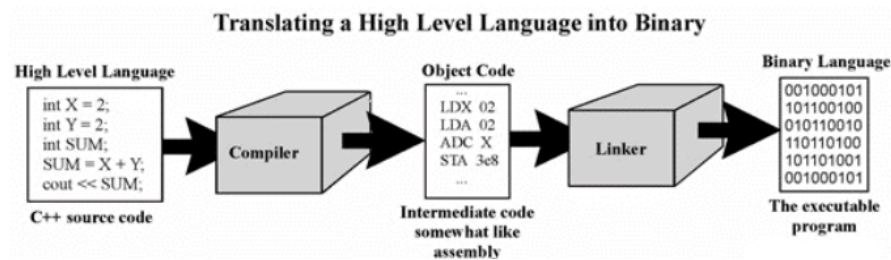 Translating a High Level Language into Binary
High Level Language
int X = 2;
int Y = 2;
int SUM;
SUM = X + Y;
cout << SUM;
C++ source code
Compiler
Object Code
...
LDX 02
LDA 02
ADC X
STA 3e8
...
Intermediate code
somewhat like
assembly
Linker
Binary Language
001000101
101100100
010110010
110110100
101101001
001000101
The executable
program